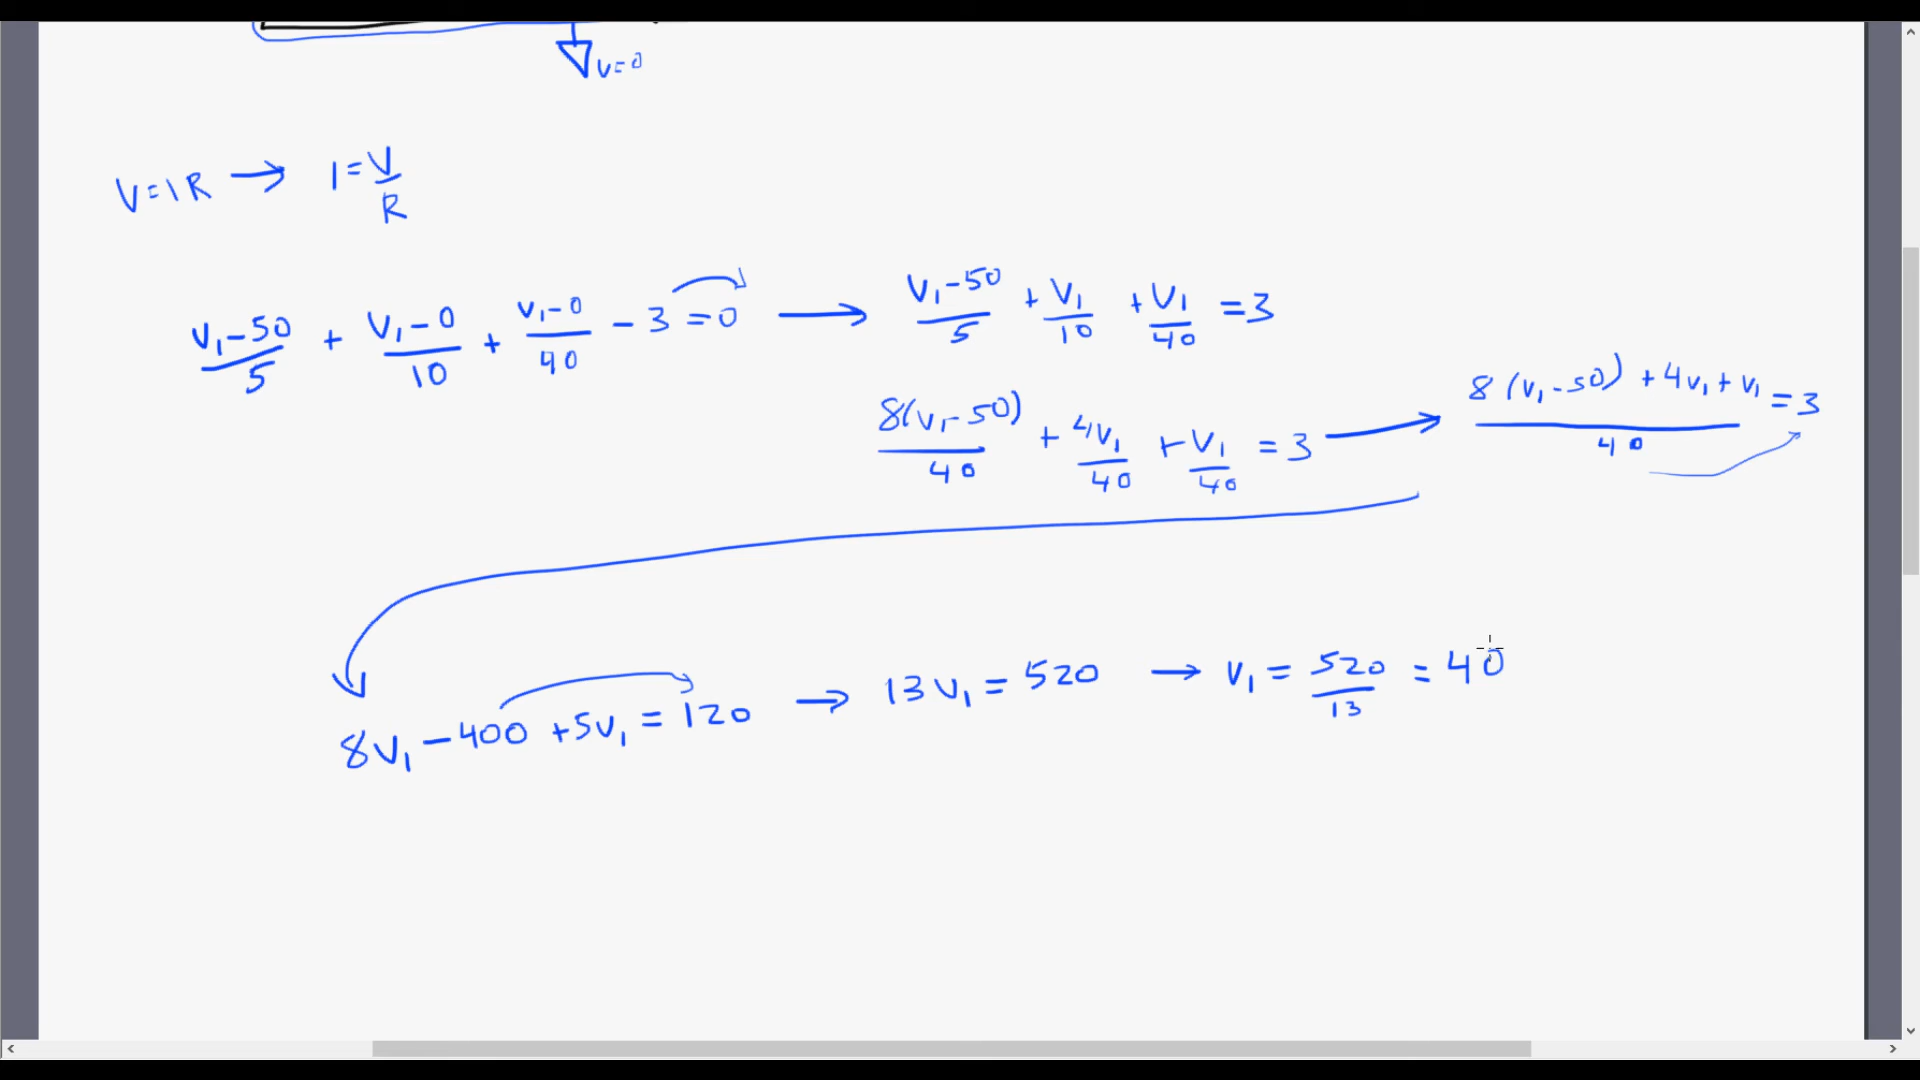 V=0
V=IR → I=V/R
(V₁-50)/5 + (V₁-0)/10 + (V₁-0)/40 - 3 = 0 → (V₁-50)/5 + V₁/10 + V₁/40 = 3
8(V₁-50)/40 + 4V₁/40 + V₁/40 = 3 → (8(V₁-50) + 4V₁ + V₁)/40 = 3
8V₁ - 400 + 5V₁ = 120 → 13V₁ = 520 → V₁ = 520/13 = 40